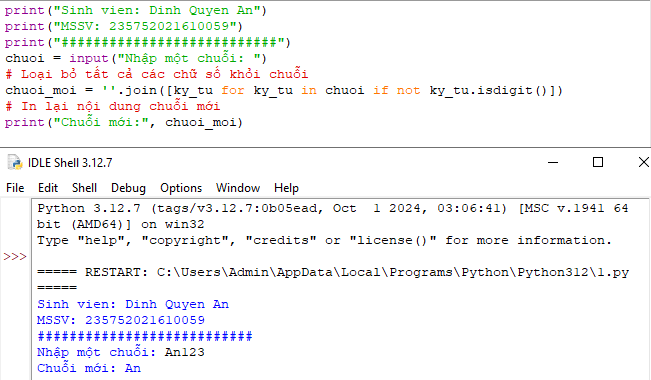 print("Sinh vien: Dinh Quyen An")
print("MSSV: 235752021610059")
print("###########################")
chuoi = input("Nhập một chuỗi: ")
# Loại bỏ tất cả các chữ số khỏi chuỗi
chuoi_moi = ''.join([ky_tu for ky_tu in chuoi if not ky_tu.isdigit()])
# In lại nội dung chuỗi mới
print("Chuỗi mới:", chuoi_moi)
IDLE Shell 3.12.7
File Edit Shell Debug Options Window Help
Python 3.12.7 (tags/v3.12.7:0b05ead, Oct  1 2024, 03:06:41) [MSC v.1941 64
bit (AMD64)] on win32
Type "help", "copyright", "credits" or "license()" for more information.
>>>
===== RESTART: C:\Users\Admin\AppData\Local\Programs\Python\Python312\1.py
=====
Sinh vien: Dinh Quyen An
MSSV: 235752021610059
###########################
Nhập một chuỗi: An123
Chuỗi mới: An